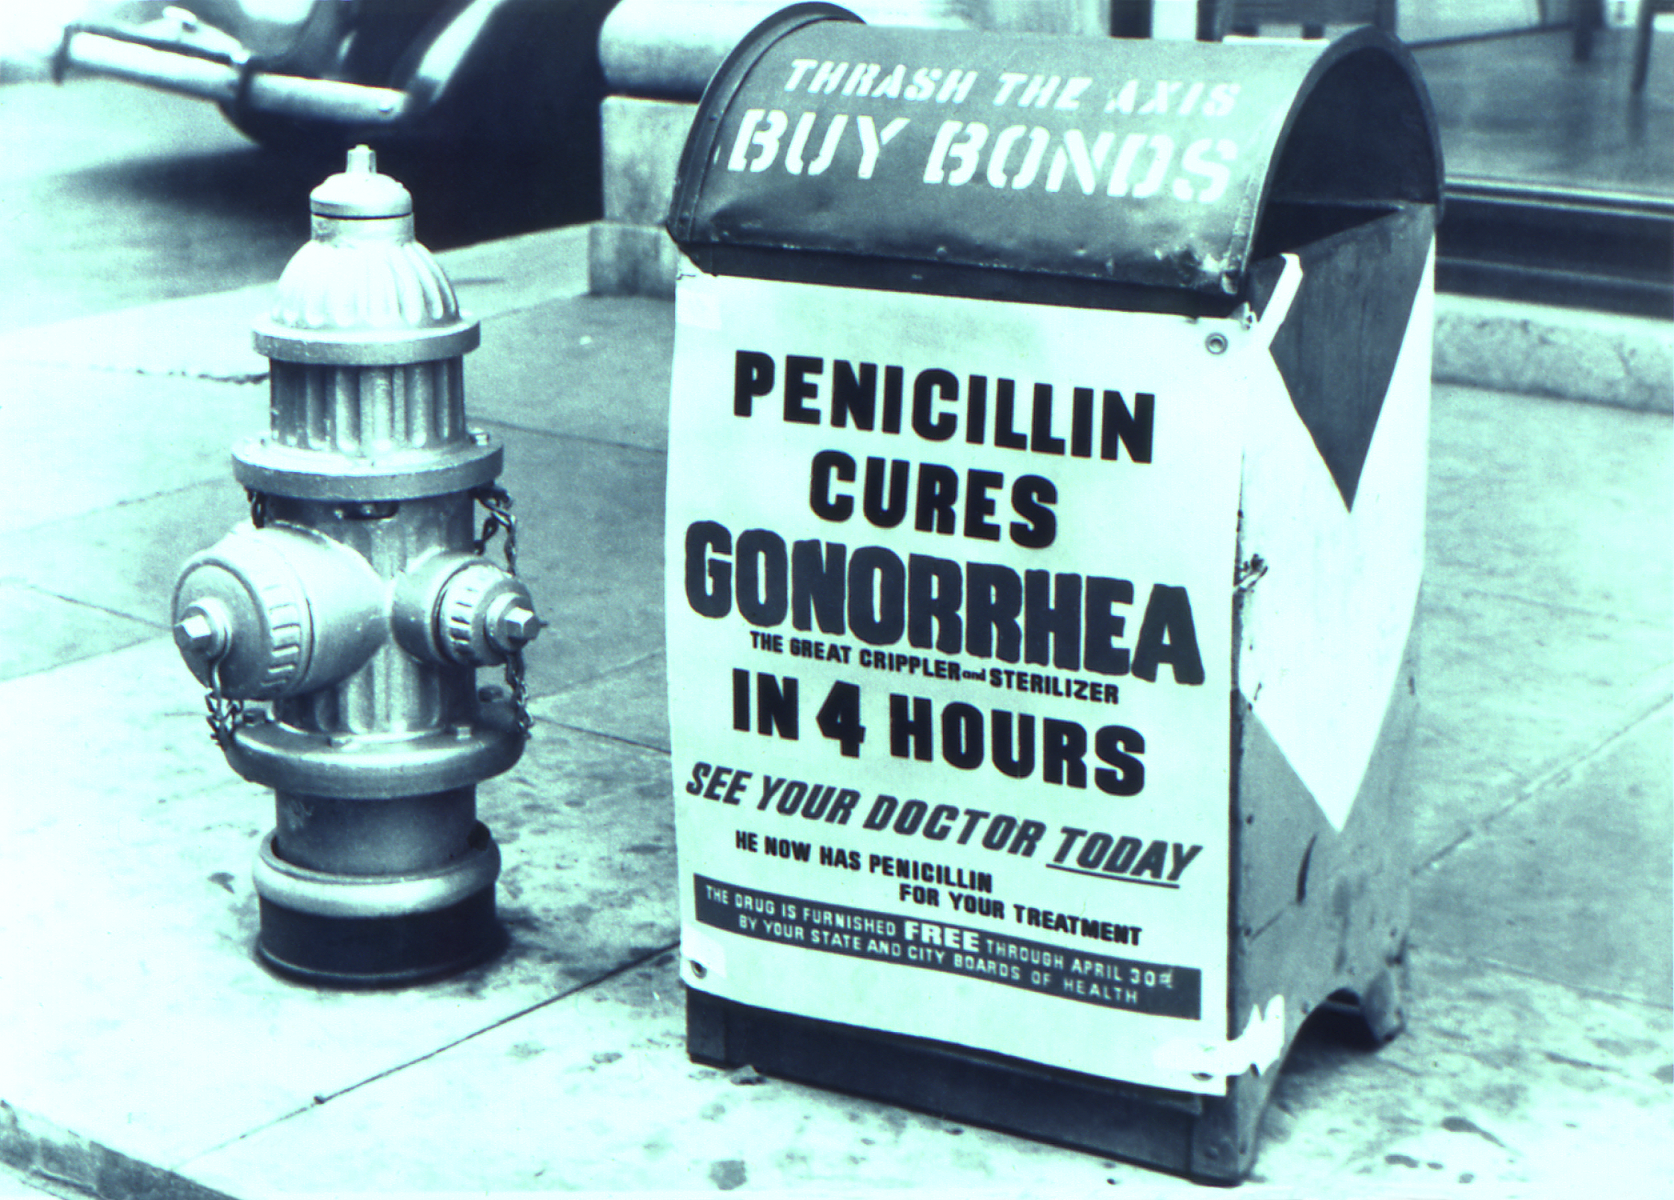 THRASH THE AXIS
BUY BONDS
PENICILLIN
CURES
GONORRHEA
THE GREAT CRIPPLER and STERILIZER
IN 4 HOURS
SEE YOUR DOCTOR TODAY
HE NOW HAS PENICILLIN
FOR YOUR TREATMENT
THE DRUG IS FURNISHED FREE THROUGH APRIL 30
BY YOUR STATE AND CITY BOARDS OF HEALTH